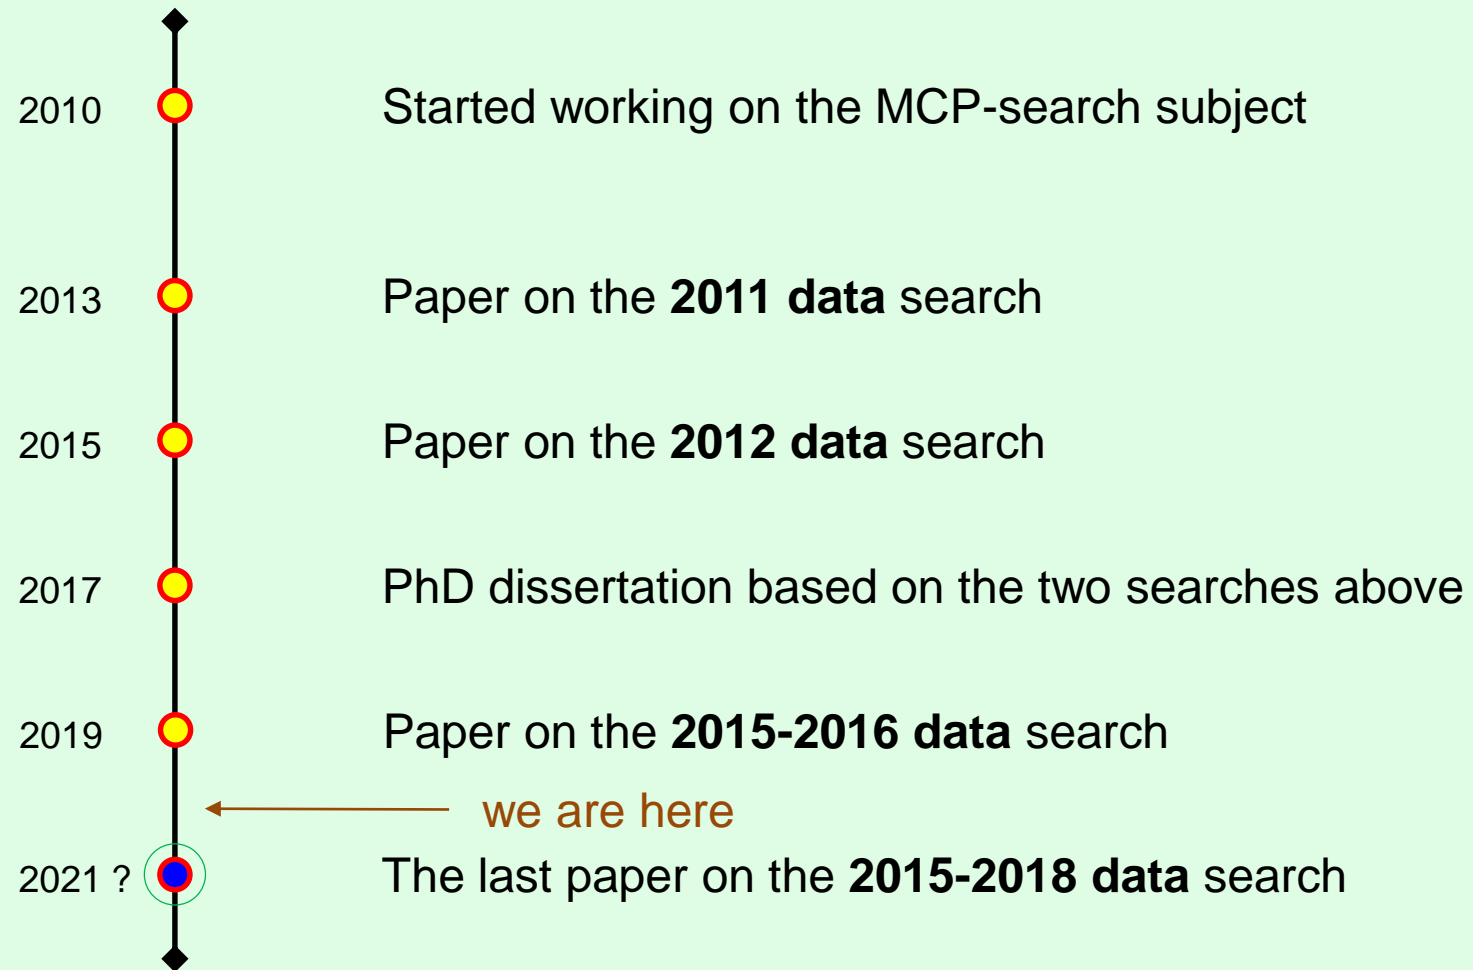 2010 Started working on the MCP-search subject
2013 Paper on the 2011 data search
2015 Paper on the 2012 data search
2017 PhD dissertation based on the two searches above
2019 Paper on the 2015-2016 data search
we are here
2021 ? The last paper on the 2015-2018 data search